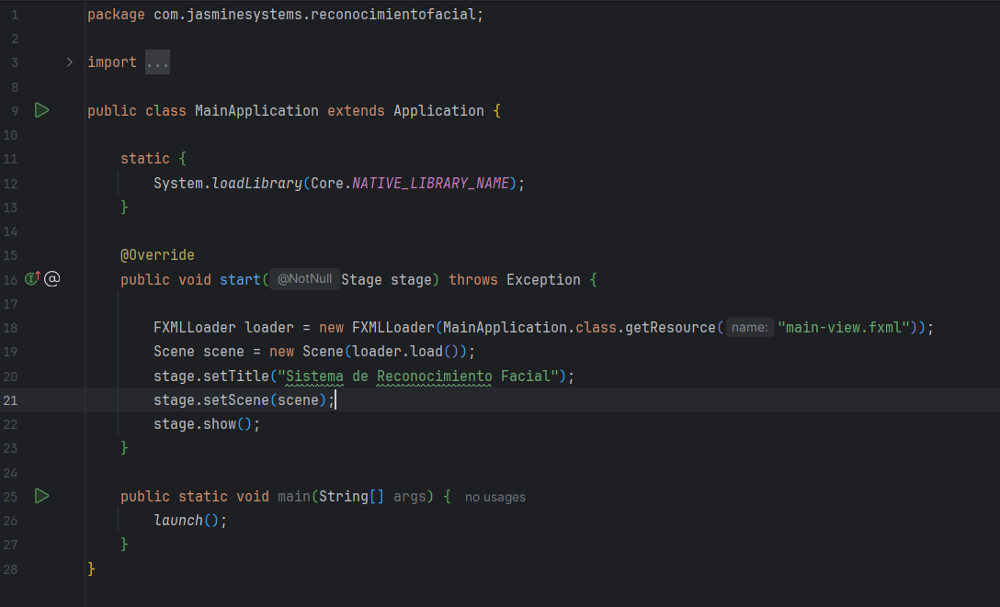 1 package com.jasminesystems.reconocimientofacial;
2
3 import ...
8
9 public class MainApplication extends Application {
10
11 static {
12 System.loadLibrary(Core.NATIVE_LIBRARY_NAME);
13 }
14
15 @Override
16 @ public void start( @NotNull Stage stage) throws Exception {
17
18 FXMLLoader loader = new FXMLLoader(MainApplication.class.getResource( name: "main-view.fxml"));
19 Scene scene = new Scene(loader.load());
20 stage.setTitle("Sistema de Reconocimiento Facial");
21 stage.setScene(scene);
22 stage.show();
23 }
24
25 public static void main(String[] args) { no usages
26 launch();
27 }
28 }